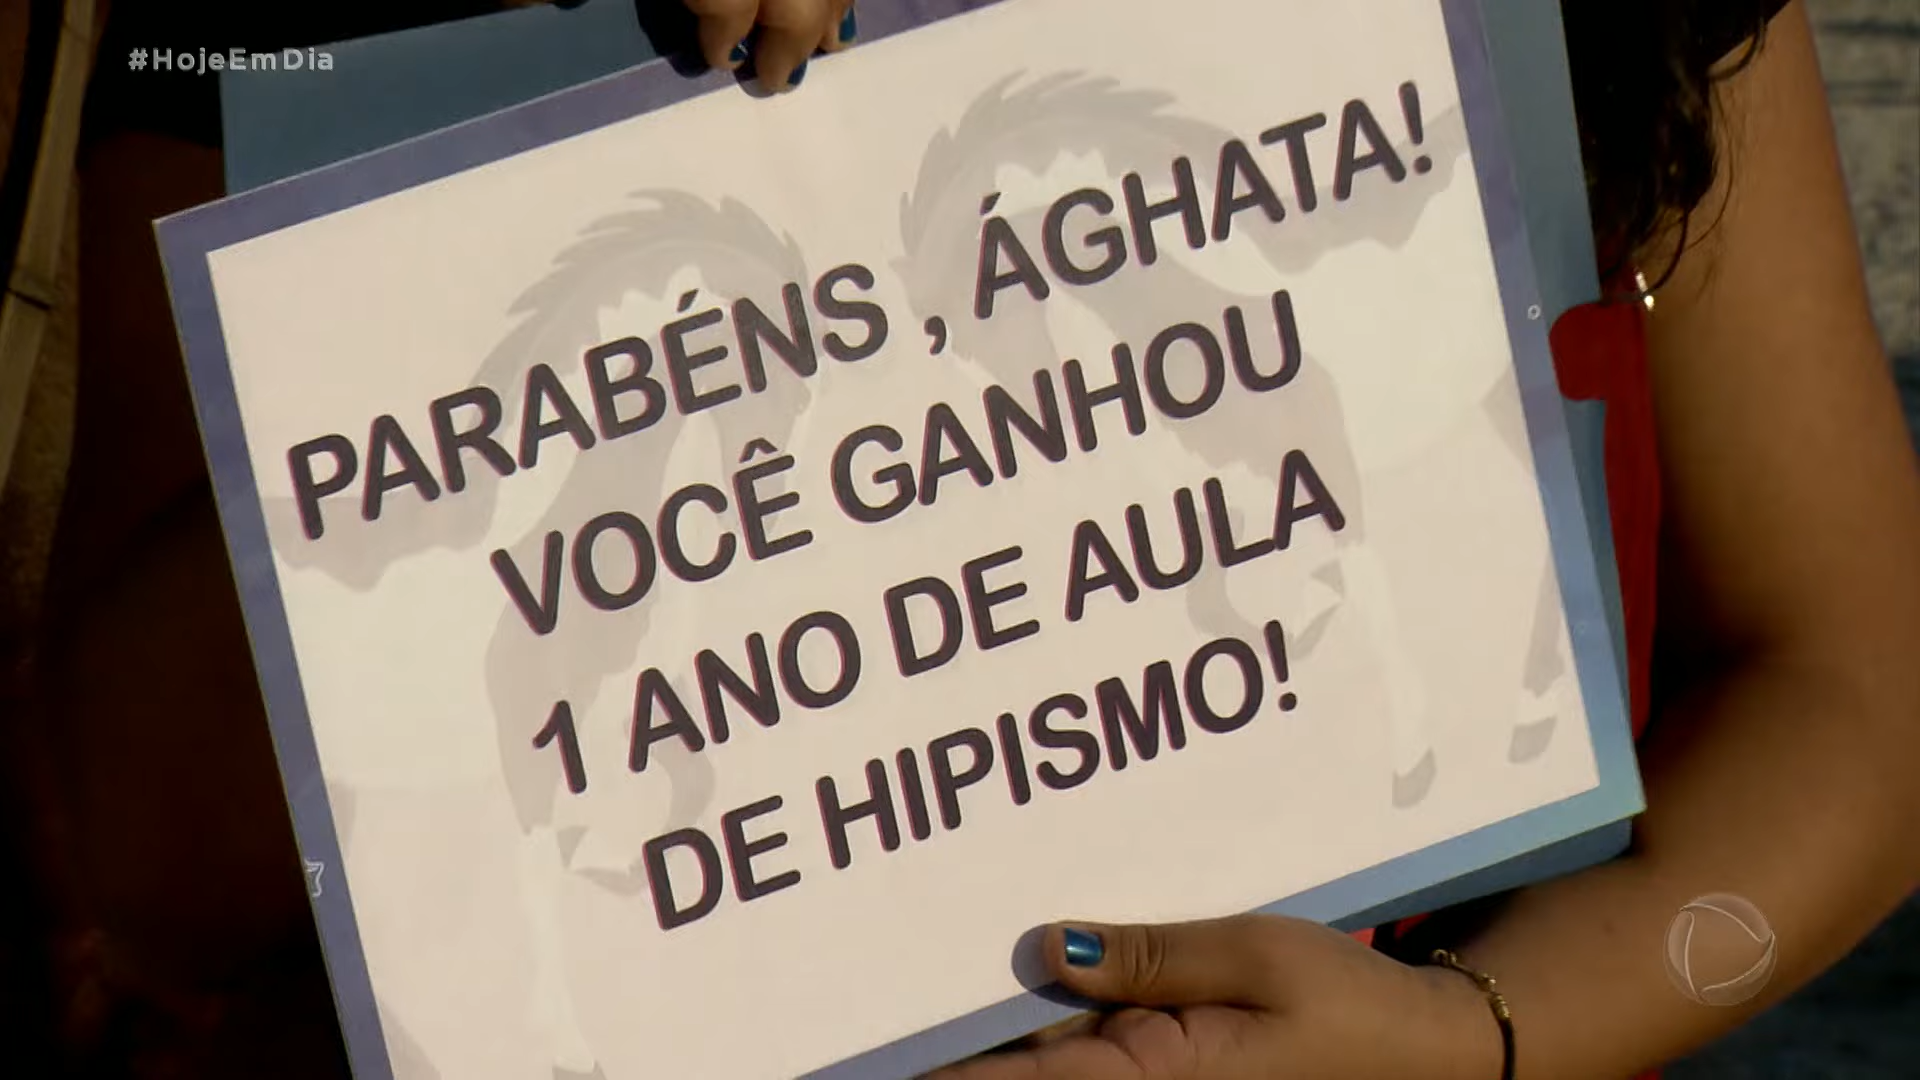 #HojeEmDia
PARABÉNS , ÁGHATA!
VOCÊ GANHOU
1 ANO DE AULA
DE HIPISMO!